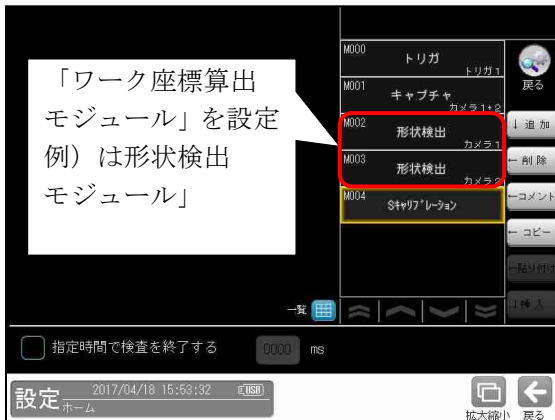 「ワーク座標算出
モジュール」を設定
例）は形状検出
モジュール」
M000
トリガ
トリガ1
M001
キャプチャ
カメラ1+2
M002
形状検出
カメラ1
M003
形状検出
カメラ2
M004
Sｷｬﾘﾌﾞﾚｰｼｮﾝ
戻る
↓追加
←削除
←コメント
←コピー
←貼り付け
↓挿入
一覧
指定時間で検査を終了する
0000 ms
設定
2017/04/18 15:53:32
USB
ホーム
拡大縮小
戻る